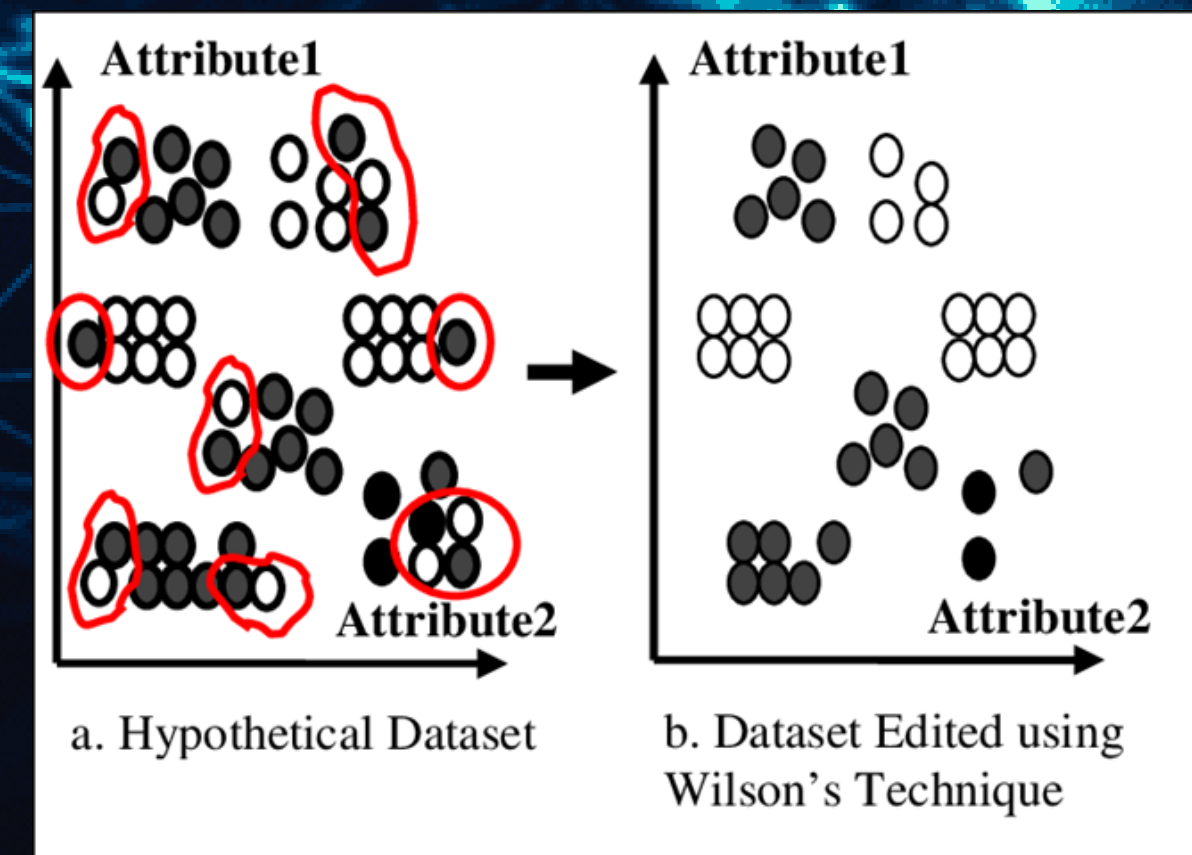 Attribute1
Attribute1
Attribute2
Attribute2
a. Hypothetical Dataset
b. Dataset Edited using
Wilson's Technique